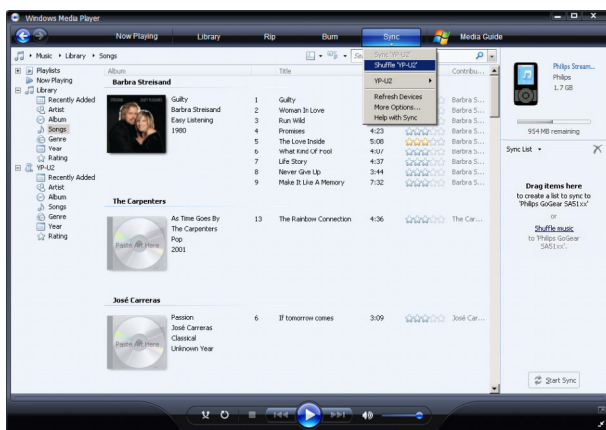 Windows Media Player
Now Playing Library Rip Burn Sync Media Guide
Music Library Songs
Sync 'YP-U2'
Shuffle 'YP-U2'
YP-U2
Refresh Devices
More Options...
Help with Sync
Playlists
Now Playing
Library
Recently Added
Artist
Album
Songs
Genre
Year
Rating
YP-U2
Recently Added
Artist
Album
Songs
Genre
Year
Rating
Album Title Contribu...
Barbra Streisand
Guilty
Barbra Streisand
Easy Listening
1980
1 Guilty Barbra S...
2 Woman In Love Barbra S...
3 Run Wild Barbra S...
4 Promises 4:23 Barbra S...
5 The Love Inside 5:08 Barbra S...
6 What Kind Of Fool 4:07 Barbra S...
7 Life Story 4:37 Barbra S...
8 Never Give Up 3:44 Barbra S...
9 Make It Like A Memory 7:32 Barbra S...
The Carpenters
Paste Art Here
As Time Goes By
The Carpenters
Pop
2001
13 The Rainbow Connection 4:36 The Car...
José Carreras
Paste Art Here
Passion
José Carreras
Classical
Unknown Year
6 If tomorrow comes 3:09 José Car...
Philips Stream...
Philips
1.7 GB
954 MB remaining
Sync List
Drag items here
to create a list to sync to
'Philips GoGear SA51xx'
or
Shuffle music
to 'Philips GoGear
SA51xx'.
Start Sync